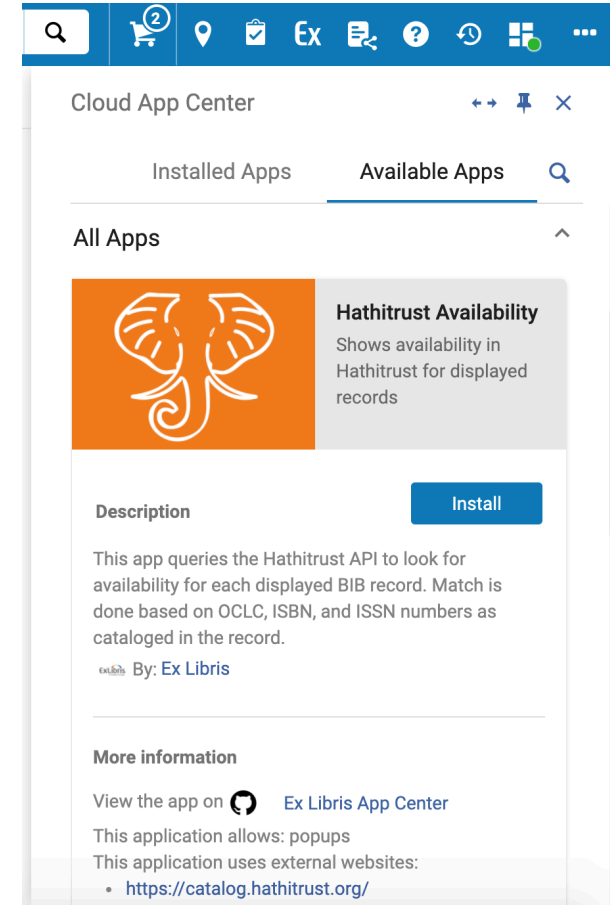 2
Ex
?
Cloud App Center
Installed Apps
Available Apps
All Apps
Hathitrust Availability
Shows availability in
Hathitrust for displayed
records
Description
Install
This app queries the Hathitrust API to look for
availability for each displayed BIB record. Match is
done based on OCLC, ISBN, and ISSN numbers as
cataloged in the record.
ExLibris By: Ex Libris
More information
View the app on Ex Libris App Center
This application allows: popups
This application uses external websites:
• https://catalog.hathitrust.org/